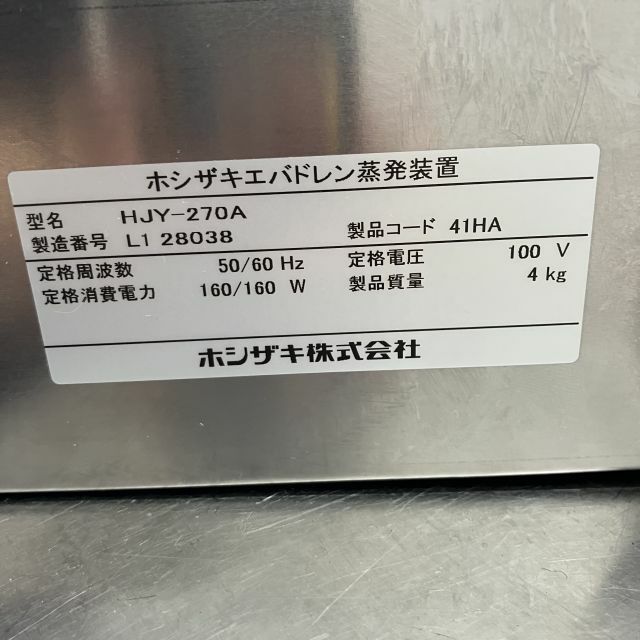 ホシザキエバドレン蒸発装置
型名 HJY-270A
製造番号 L128038 製品コード 41HA
定格周波数 50/60 Hz 定格電圧 100 V
定格消費電力 160/160 W 製品質量 4 kg
ホシザキ株式会社